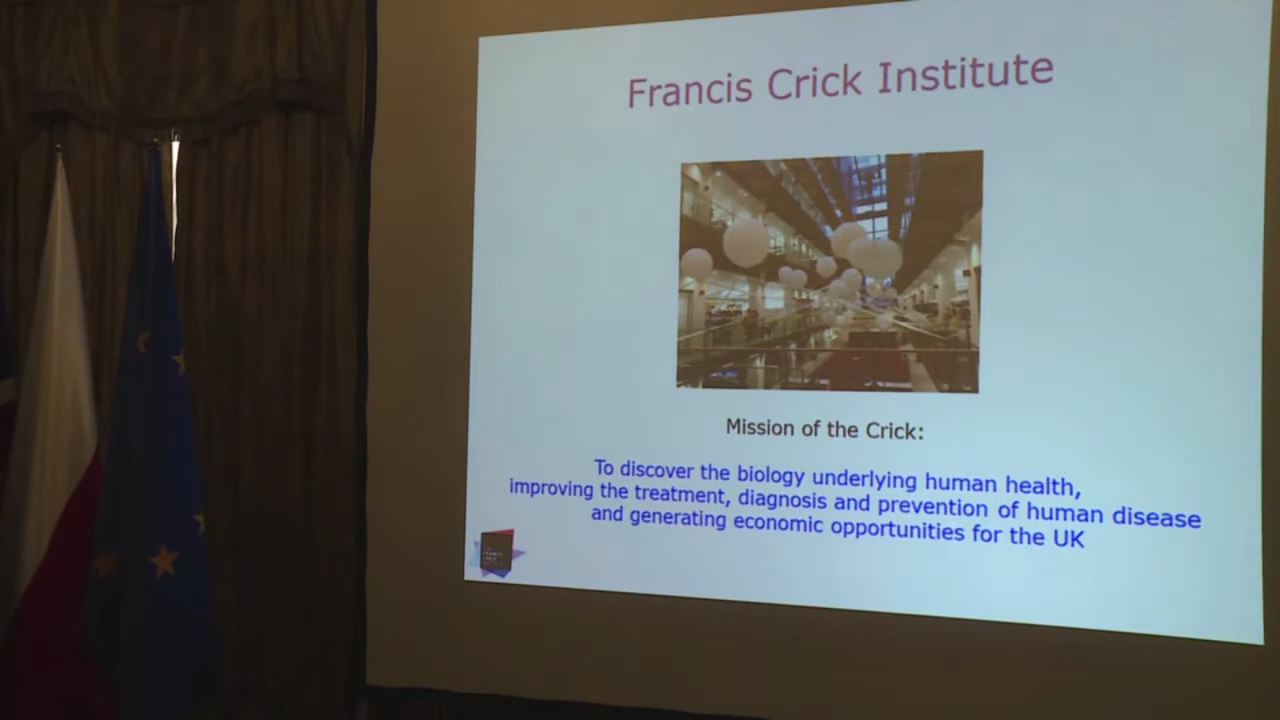 Francis Crick Institute
Mission of the Crick:
To discover the biology underlying human health,
improving the treatment, diagnosis and prevention of human disease
and generating economic opportunities for the UK